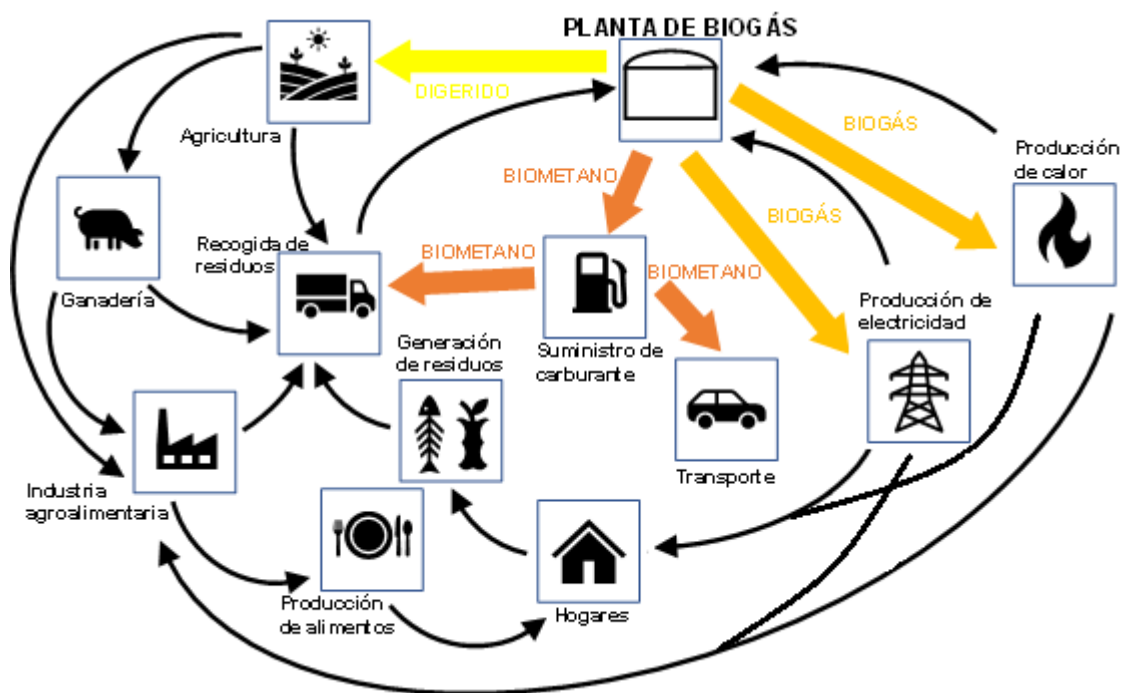 PLANTA DE BIOGÁS
DIGERIDO
Agricultura
BIOGÁS
Producción
de calor
BIOMETANO
BIOGÁS
Recogida de
residuos
BIOMETANO
BIOMETANO
Ganadería
Producción de
electricidad
Generación
de residuos
Suministro de
carburante
Transporte
Industria
agroalimentaria
Producción
de alimentos
Hogares